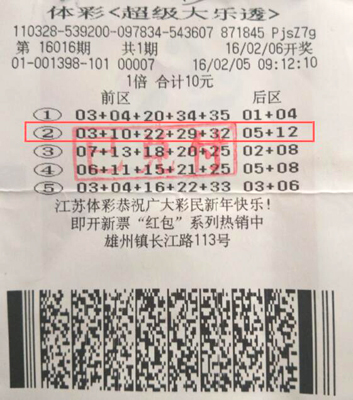 体彩<超级大乐透>
110328-539200-097834-543607 871845 PjsZ7g
第 16016期 共1期 16/02/06开奖
01-001398-101 00007 16/02/05 09:12:10
1倍 合计10元
前区 后区
① 03+04+20+34+35 01+04
② 03+10+22+29+32 05+12
③ 07+13+18+20+25 02+08
④ 06+11+15+21+25 02+08
⑤ 05+16+21+22+33 03+06
江苏体彩恭祝广大彩民新年快乐!
即开新票“红包”系列热销中
雄州镇长江路113号